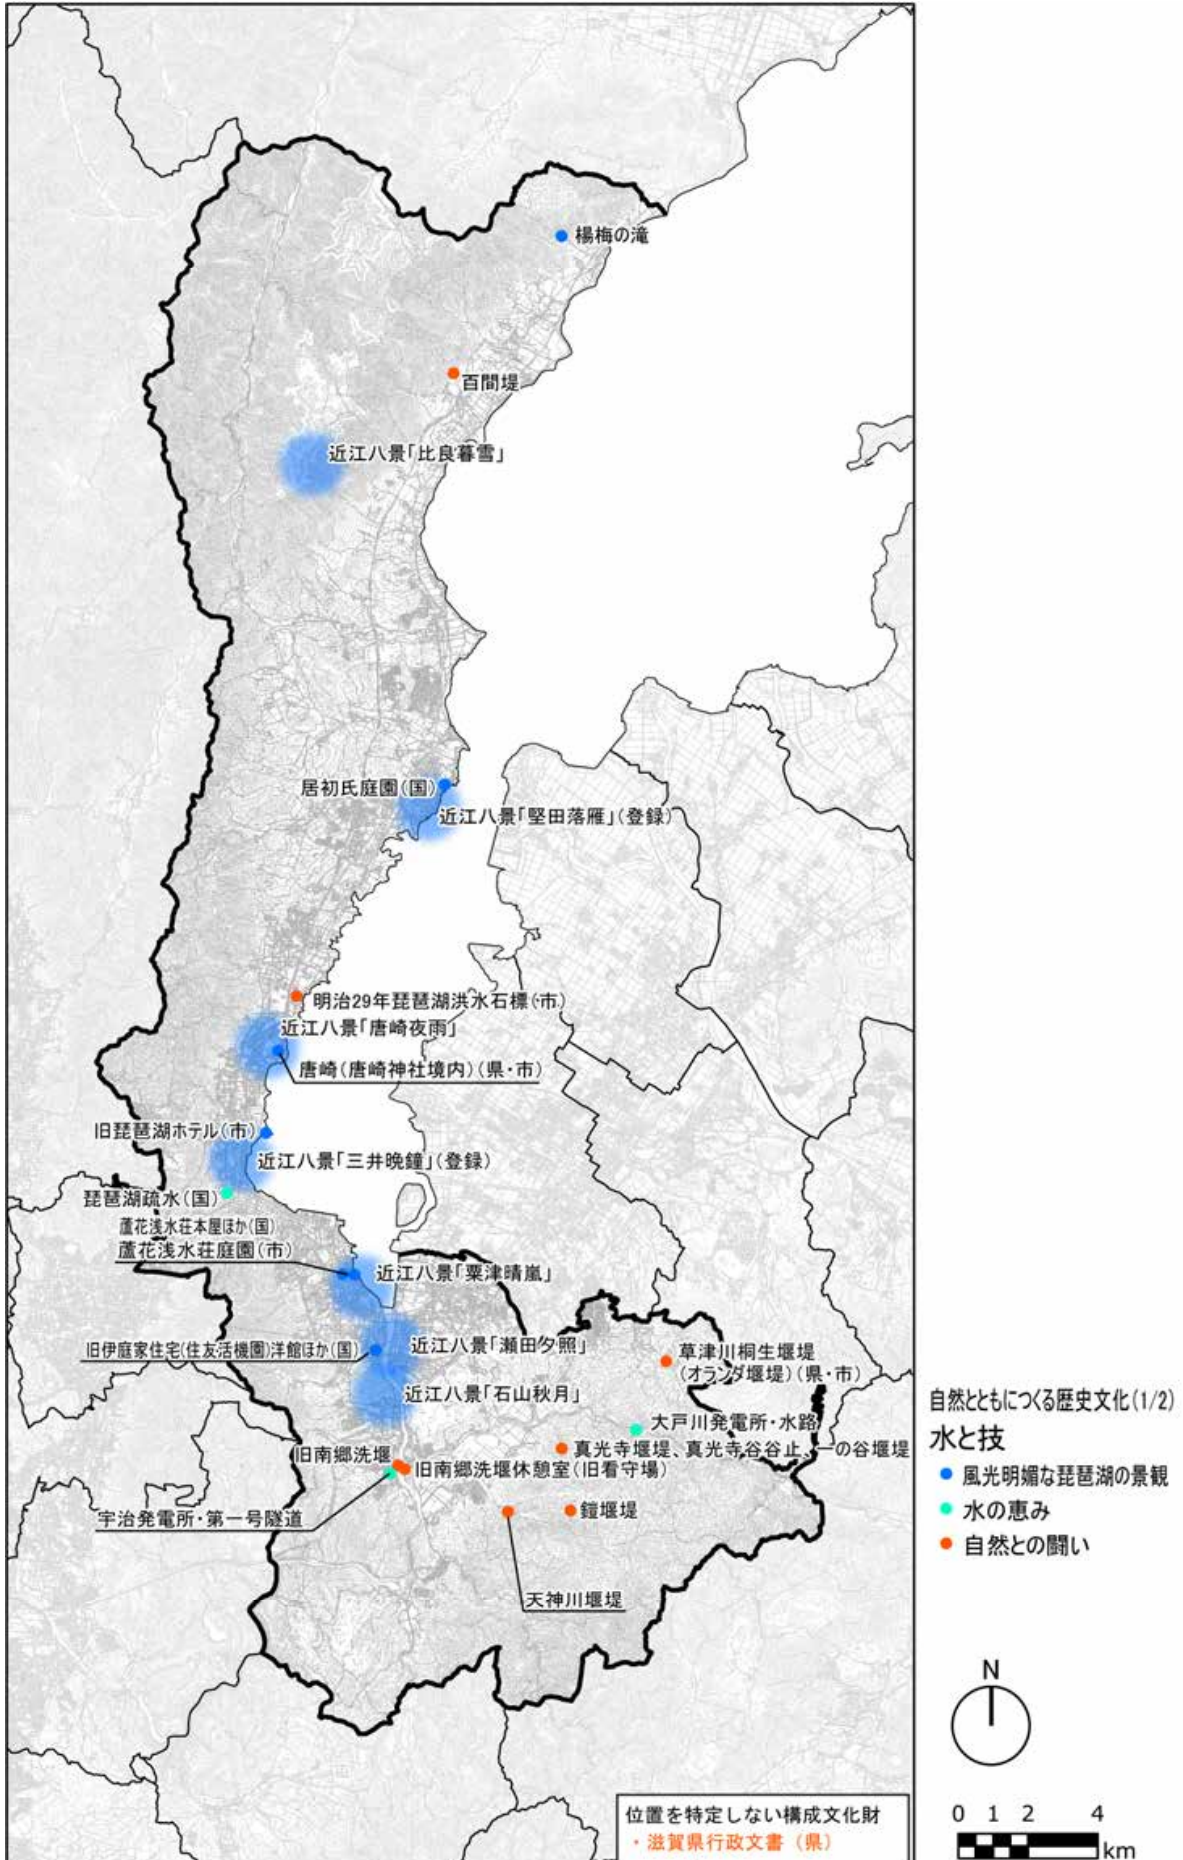 楊梅の滝
百間堤
近江八景「比良暮雪」
居初氏庭園(国)
近江八景「堅田落雁」(登録)
明治29年琵琶湖洪水石標(市)
近江八景「唐崎夜雨」
唐崎(唐崎神社境内)(県・市)
旧琵琶湖ホテル(市)
近江八景「三井晩鐘」(登録)
琵琶湖疏水(国)
蘆花浅水荘本屋ほか(国)
蘆花浅水荘庭園(市)
近江八景「粟津晴嵐」
旧伊庭家住宅(住友活機園)洋館ほか(国)
近江八景「瀬田夕照」
草津川桐生堰堤
(オランダ堰堤)(県・市)
近江八景「石山秋月」
大戸川発電所・水路
真光寺堰堤、真光寺谷谷止、一の谷堰堤
旧南郷洗堰
旧南郷洗堰休憩室(旧看守場)
宇治発電所・第一号隧道
鎧堰堤
天神川堰堤
自然とともにつくる歴史文化(1/2)
水と技
風光明媚な琵琶湖の景観
水の恵み
自然との闘い
N
0 1 2 4
km
位置を特定しない構成文化財
・滋賀県行政文書(県)